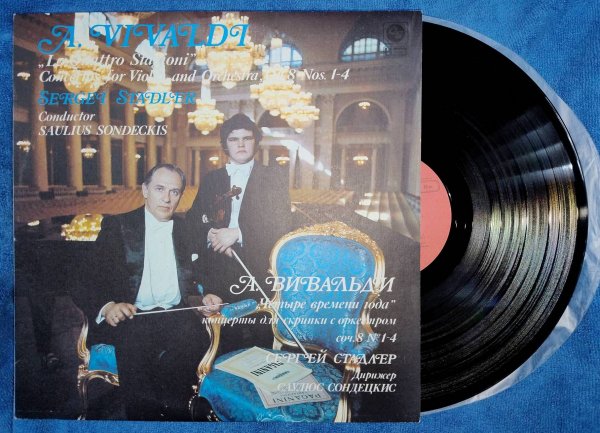 A. VIVALDI
„Le Quattro Stagioni”
Concertos for Violin and Orchestra, Op. 8 Nos. 1-4
SERGEI STADLER
Conductor
SAULIUS SONDECKIS
А. ВИВАЛЬДИ
„Четыре времени года”
концерты для скрипки с оркестром
соч. 8 № 1-4
СЕРГЕЙ СТАДЛЕР
Дирижер
САУЛЮС СОНДЕЦКИС
PAGANINI